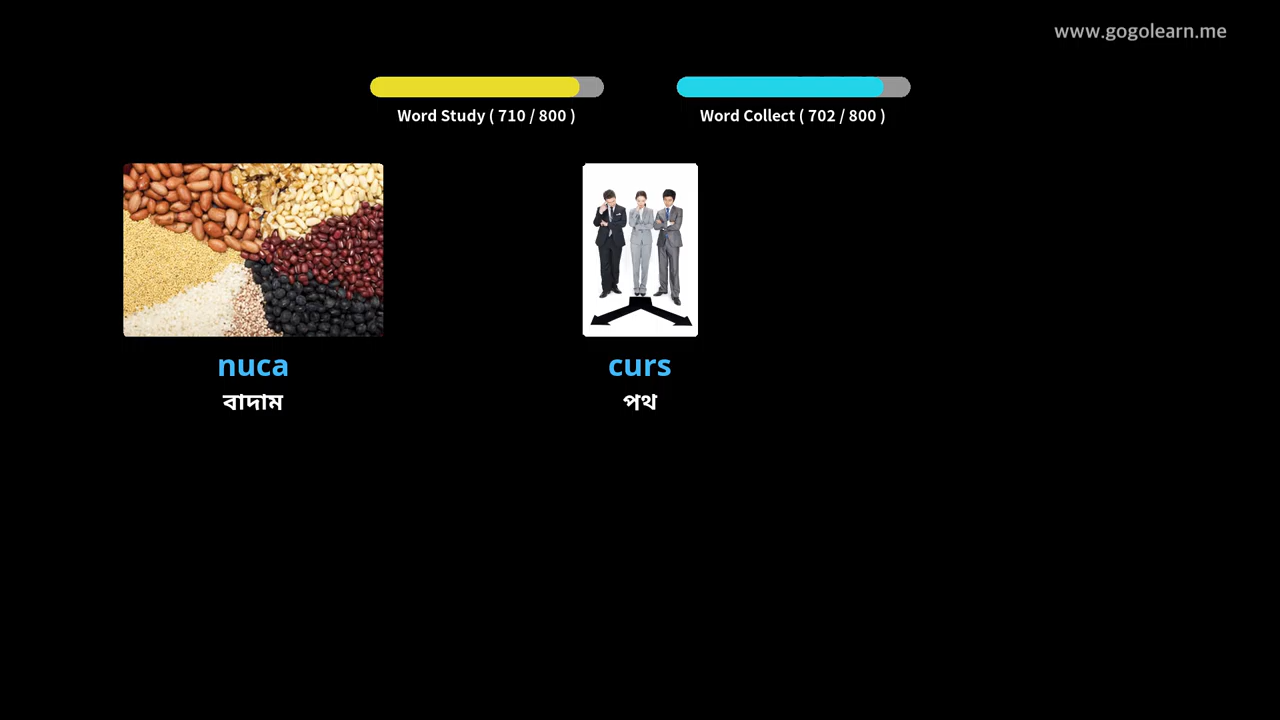 www.gogolearn.me
Word Study ( 710 / 800 )
Word Collect ( 702 / 800 )
nuca
বাদাম
curs
পথ